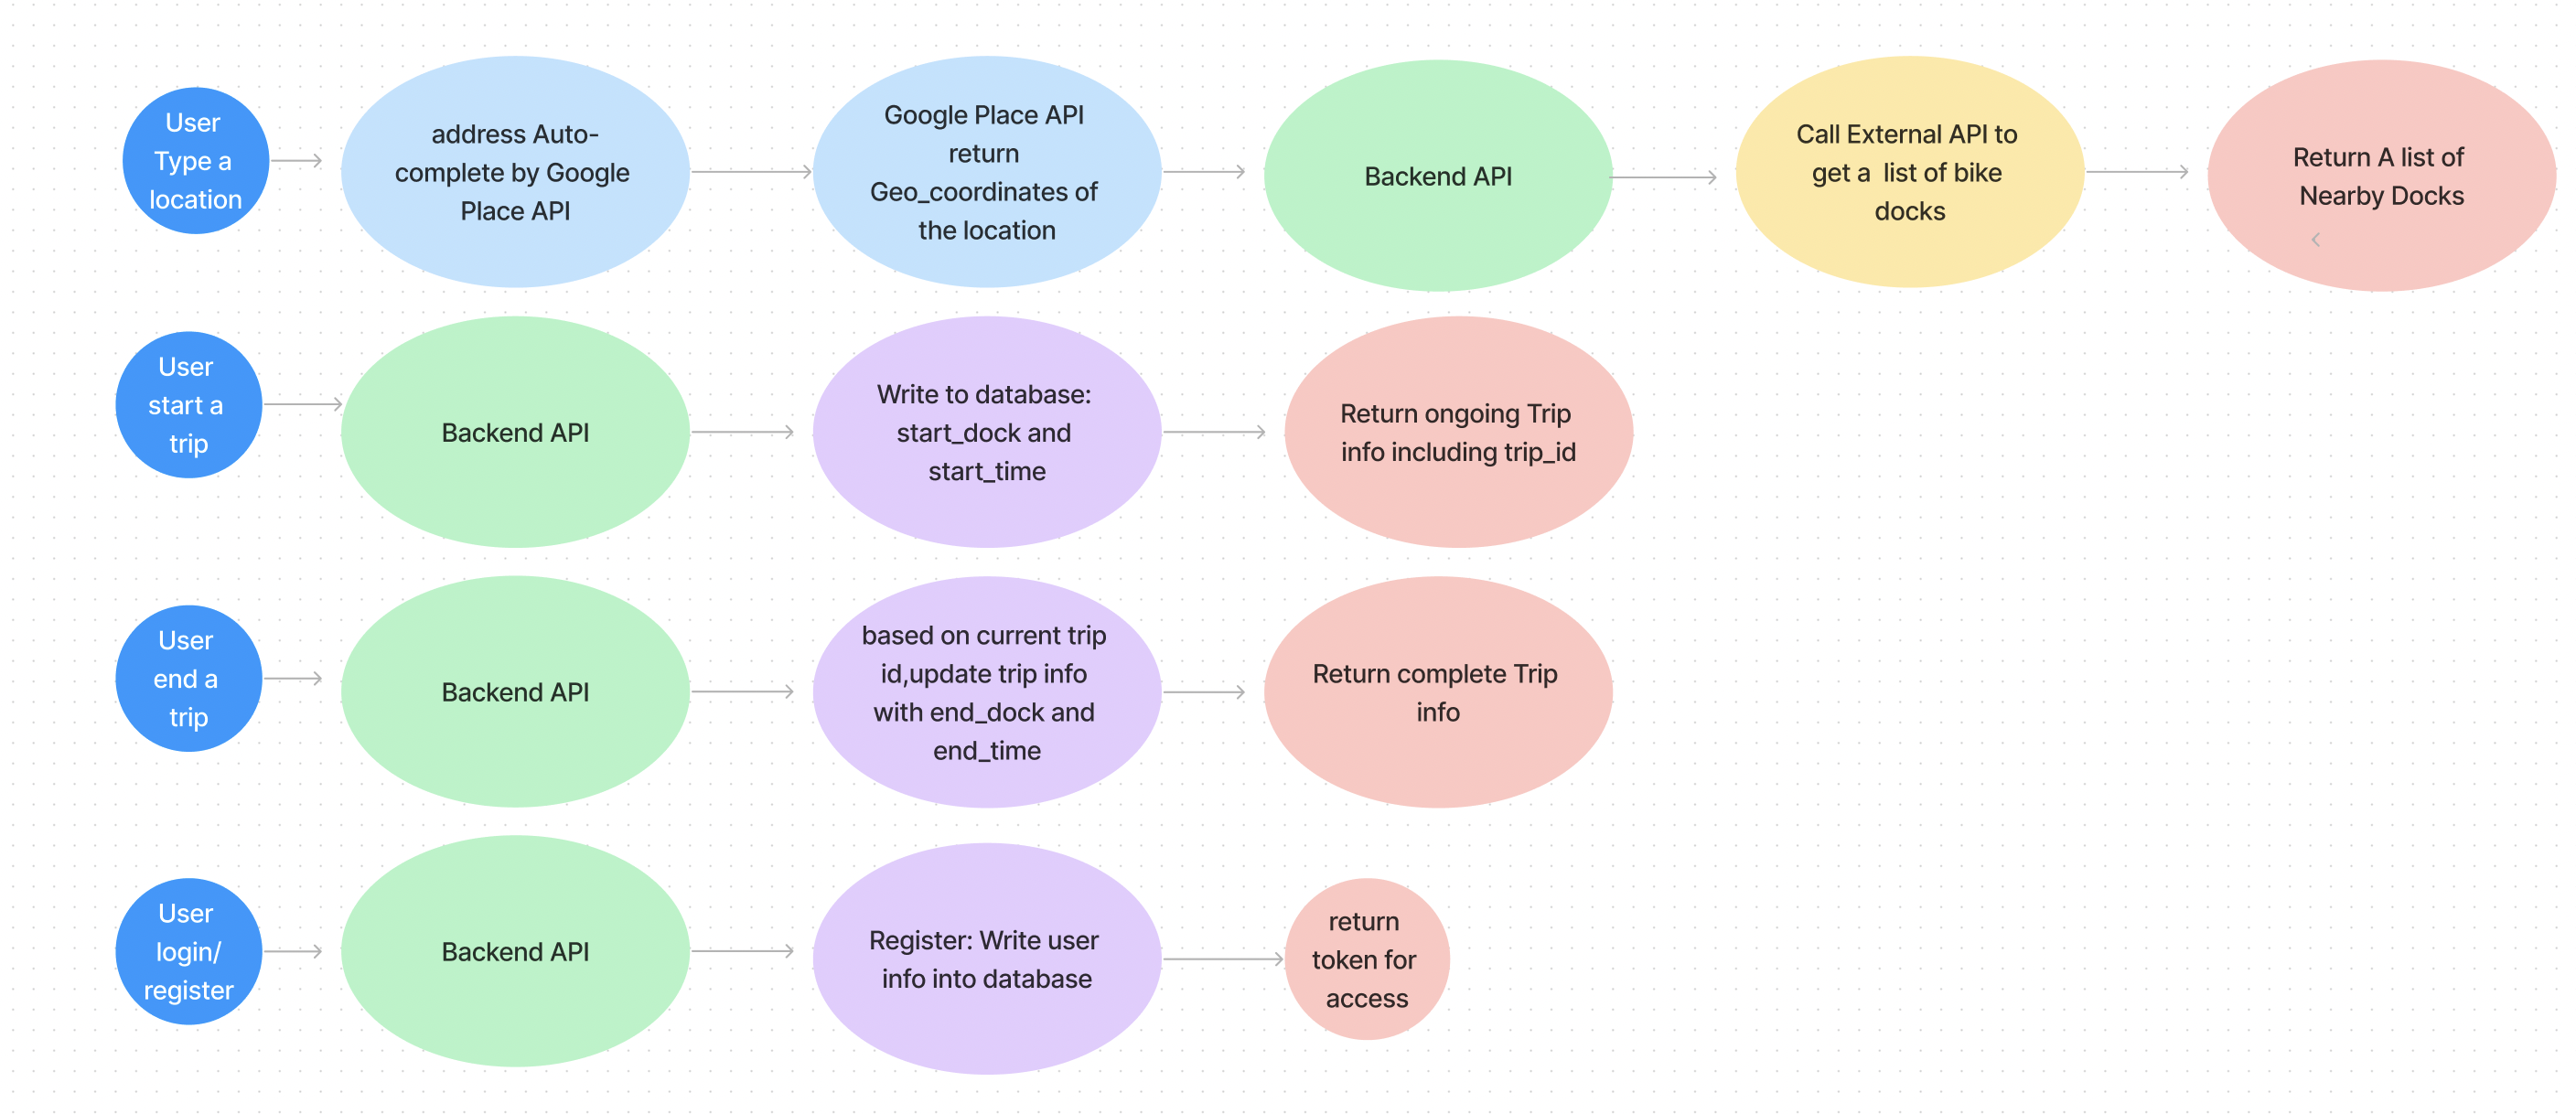 User
Type a
location
address Auto-
complete by Google
Place API
Google Place API
return
Geo_coordinates of
the location
Backend API
Call External API to
get a  list of bike
docks
Return A list of
Nearby Docks
User
start a
trip
Backend API
Write to database:
start_dock and
start_time
Return ongoing Trip
info including trip_id
User
end a
trip
Backend API
based on current trip
id,update trip info
with end_dock and
end_time
Return complete Trip
info
User
login/
register
Backend API
Register: Write user
info into database
return
token for
access